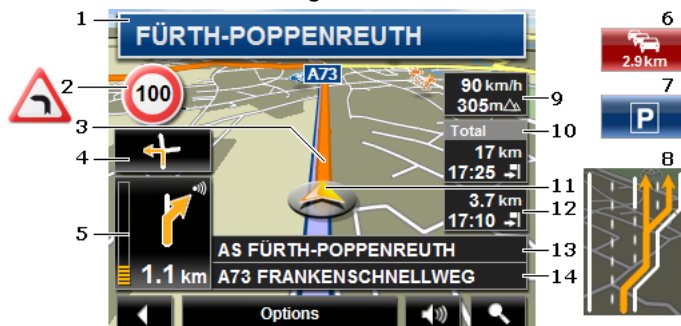 1
FÜRTH-POPPENREUTH
6
2.9 km
2
100
A73
90 km/h
305m
9
7
P
3
Total
10
17 km
17:25
4
8
11
3.7 km
17:10
12
5
1.1 km
AS FÜRTH-POPPENREUTH
13
A73 FRANKENSCHNELLWEG
14
Options